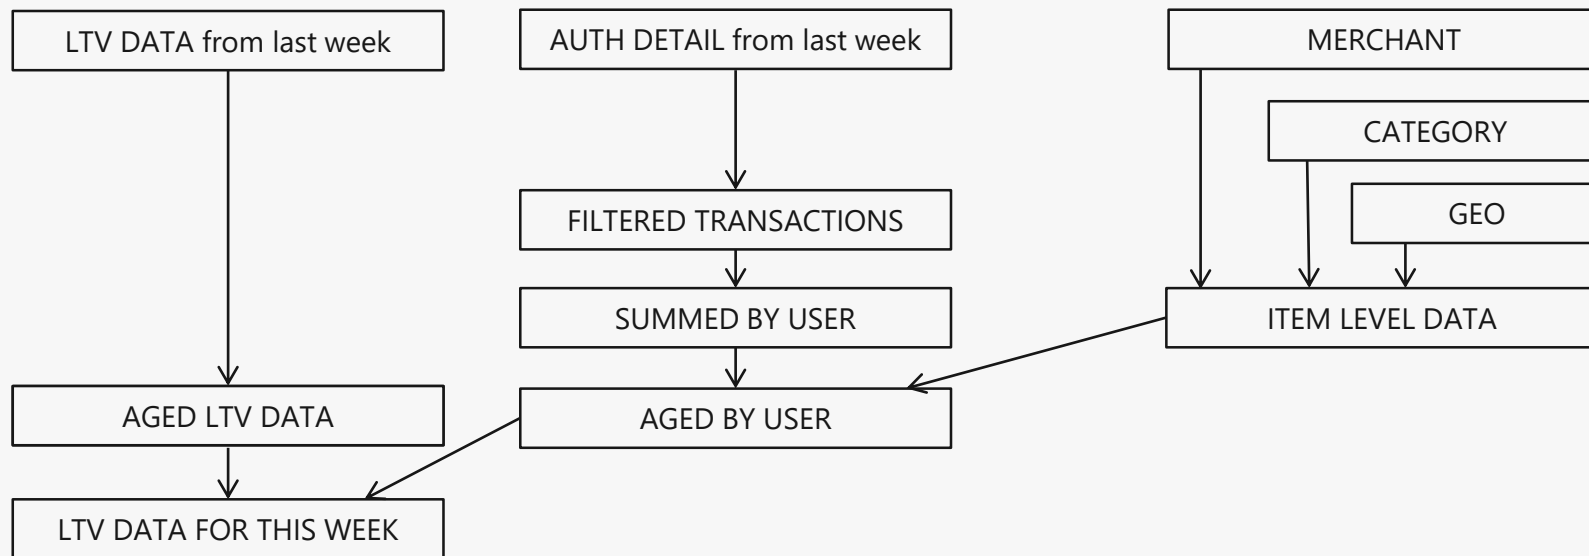 LTV DATA from last week
AUTH DETAIL from last week
MERCHANT
CATEGORY
FILTERED TRANSACTIONS
GEO
SUMMED BY USER
ITEM LEVEL DATA
AGED LTV DATA
AGED BY USER
LTV DATA FOR THIS WEEK